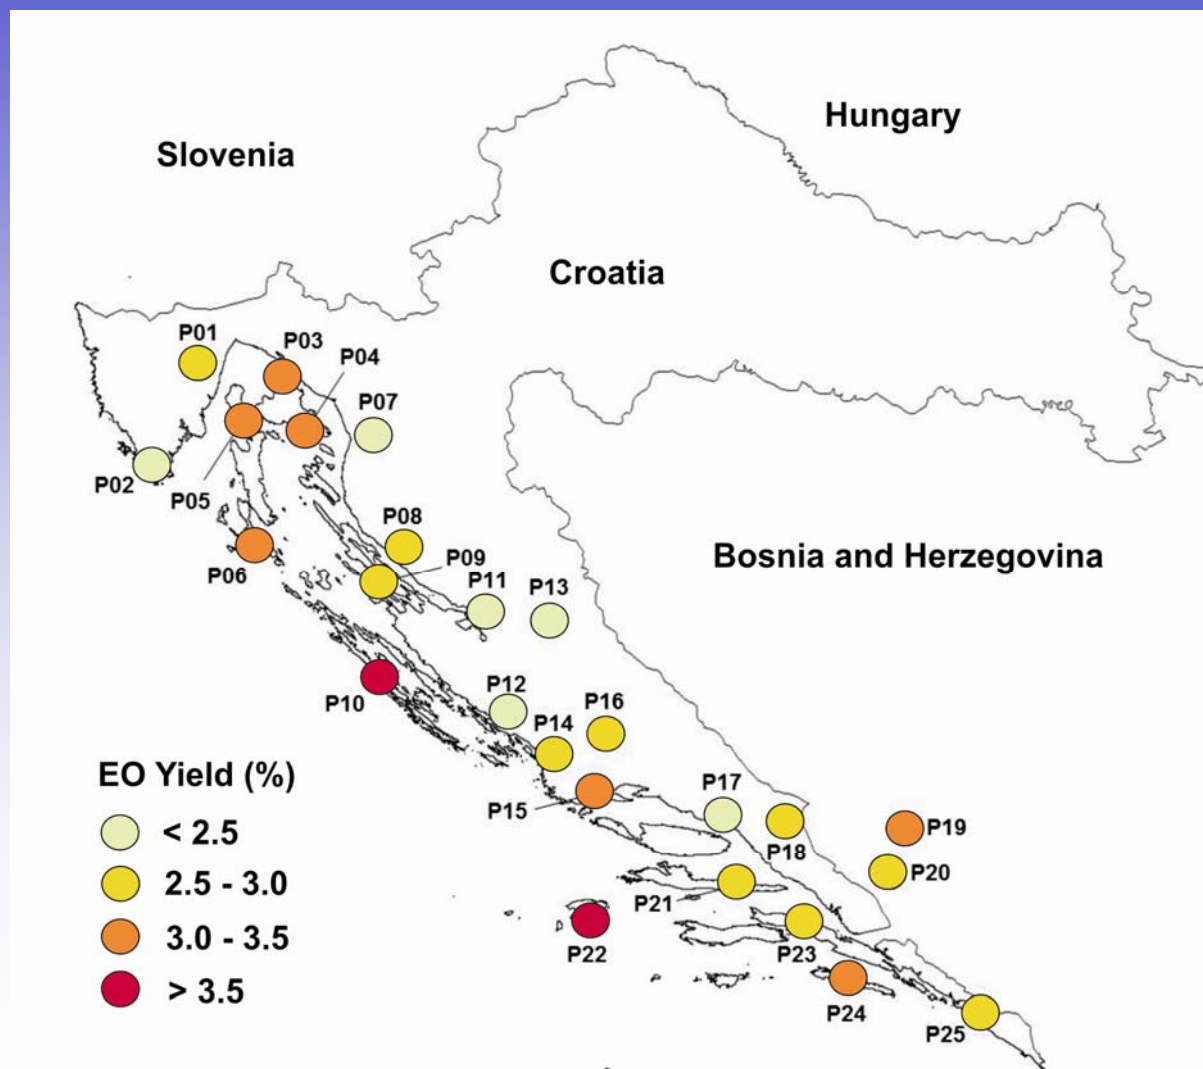 Hungary
Slovenia
Croatia
P01
P03
P04
P07
P02
P05
P08
P09
P06
P11
P13
Bosnia and Herzegovina
P10
P12
P16
P14
EO Yield (%)
< 2.5
2.5 - 3.0
3.0 - 3.5
> 3.5
P15
P17
P18
P19
P20
P21
P22
P23
P24
P25